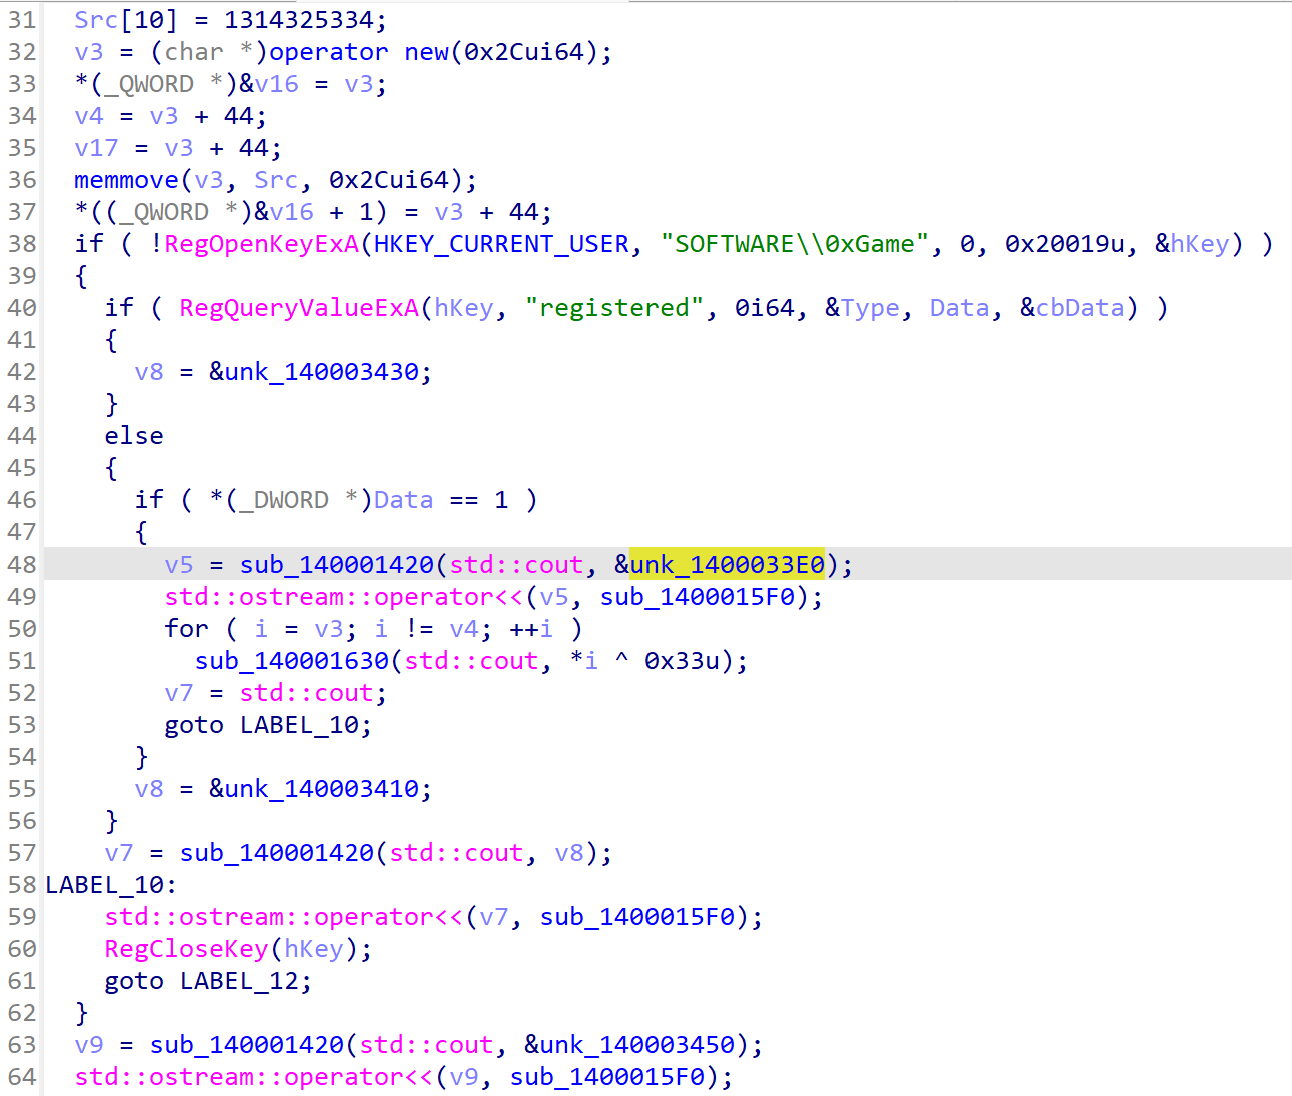 31 Src[10] = 1314325334;
32 v3 = (char *)operator new(0x2Cui64);
33 *(_QWORD *)&v16 = v3;
34 v4 = v3 + 44;
35 v17 = v3 + 44;
36 memmove(v3, Src, 0x2Cui64);
37 *((_QWORD *)&v16 + 1) = v3 + 44;
38 if ( !RegOpenKeyExA(HKEY_CURRENT_USER, "SOFTWARE\\0xGame", 0, 0x20019u, &hKey) )
39 {
40 if ( RegQueryValueExA(hKey, "registered", 0i64, &Type, Data, &cbData) )
41 {
42 v8 = &unk_140003430;
43 }
44 else
45 {
46 if ( *(_DWORD *)Data == 1 )
47 {
48 v5 = sub_140001420(std::cout, &unk_1400033E0);
49 std::ostream::operator<<(v5, sub_1400015F0);
50 for ( i = v3; i != v4; ++i )
51 sub_140001630(std::cout, *i ^ 0x33u);
52 v7 = std::cout;
53 goto LABEL_10;
54 }
55 v8 = &unk_140003410;
56 }
57 v7 = sub_140001420(std::cout, v8);
58 LABEL_10:
59 std::ostream::operator<<(v7, sub_1400015F0);
60 RegCloseKey(hKey);
61 goto LABEL_12;
62 }
63 v9 = sub_140001420(std::cout, &unk_140003450);
64 std::ostream::operator<<(v9, sub_1400015F0);